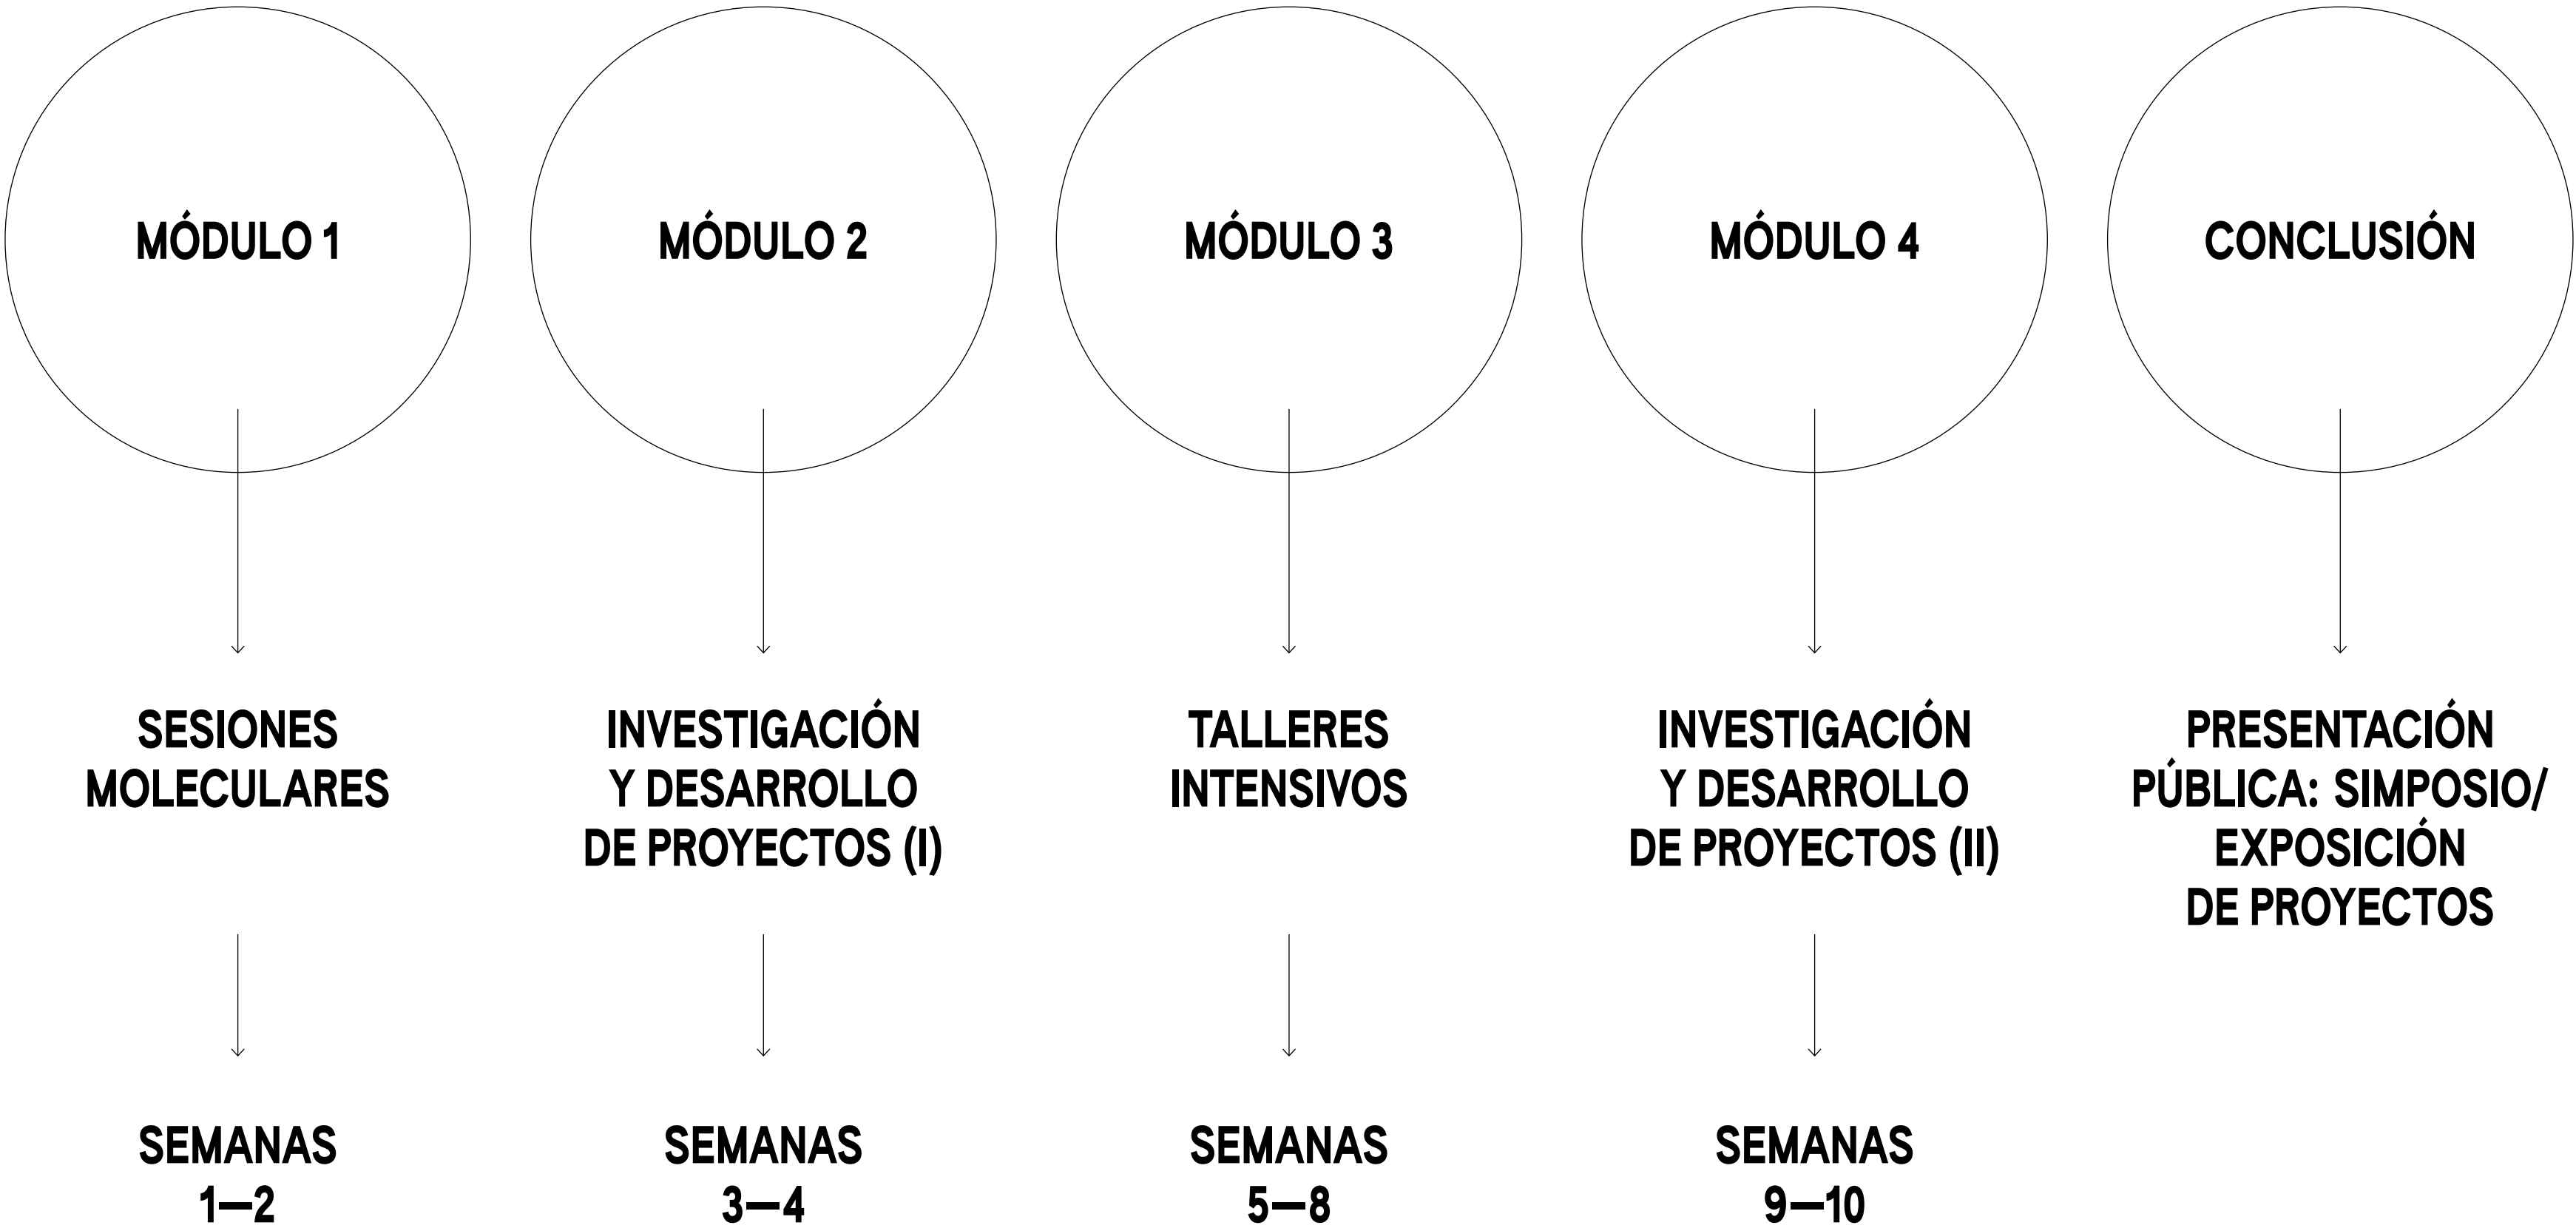 MÓDULO 1
MÓDULO 2
MÓDULO 3
MÓDULO 4
CONCLUSIÓN
SESIONES
MOLECULARES
INVESTIGACIÓN
Y DESARROLLO
DE PROYECTOS (I)
TALLERES
INTENSIVOS
INVESTIGACIÓN
Y DESARROLLO
DE PROYECTOS (II)
PRESENTACIÓN
PÚBLICA: SIMPOSIO/
EXPOSICIÓN
DE PROYECTOS
SEMANAS
1—2
SEMANAS
3—4
SEMANAS
5—8
SEMANAS
9—10